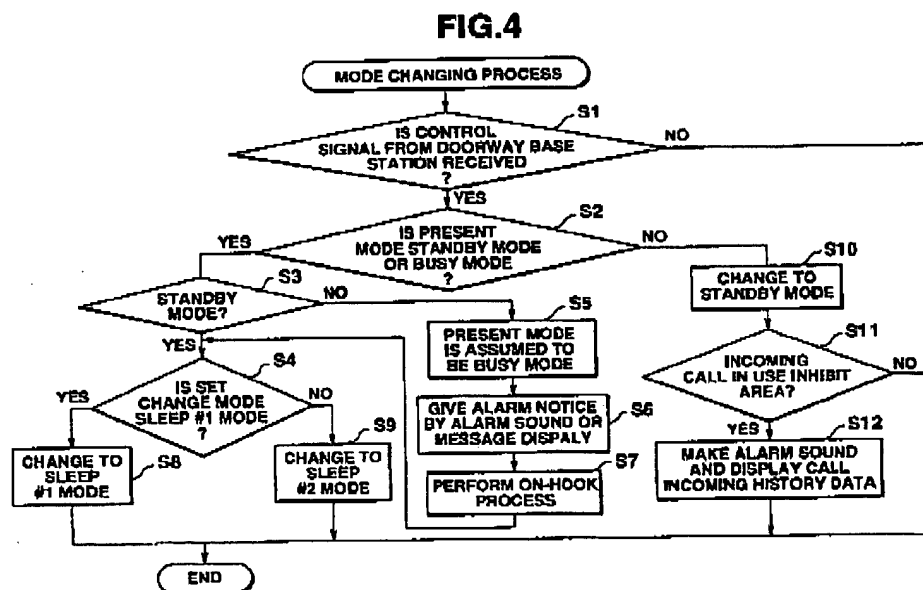 FIG.4
MODE CHANGING PROCESS
S1
IS CONTROL
SIGNAL FROM DOORWAY BASE
STATION RECEIVED
?
NO
YES
S2
IS PRESENT
MODE STANDBY MODE
OR BUSY MODE
?
YES
NO
S3
STANDBY
MODE?
NO
YES
S10
CHANGE TO
STANDBY MODE
S5
PRESENT MODE
IS ASSUMED TO
BE BUSY MODE
S11
INCOMING
CALL IN USE INHIBIT
AREA?
NO
YES
S4
IS SET
CHANGE MODE
SLEEP #1 MODE
?
YES
NO
S6
GIVE ALARM NOTICE
BY ALARM SOUND OR
MESSAGE DISPALY
S12
MAKE ALARM SOUND
AND DISPLAY CALL
INCOMING HISTORY DATA
S8
CHANGE TO
SLEEP
#1 MODE
S9
CHANGE TO
SLEEP
#2 MODE
S7
PERFORM ON-HOOK
PROCESS
END